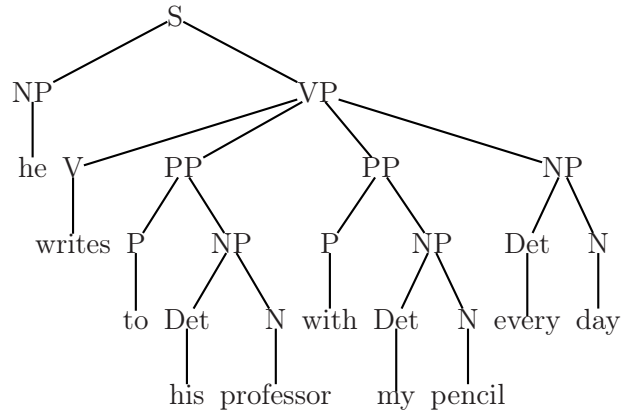 S
NP VP
he V PP PP NP
writes P NP P NP Det N
to Det N with Det N every day
his professor my pencil